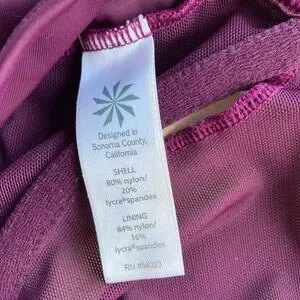 Designed in
Sonoma County,
California
SHELL
80% nylon/
20%
lycra®spandex
LINING
84% nylon/
16%
lycra®spandex
RN #54023